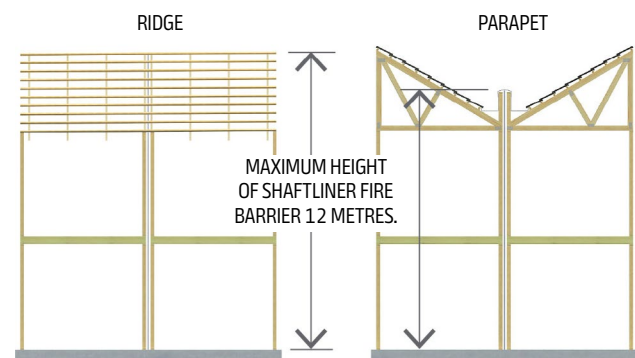 RIDGE
PARAPET
MAXIMUM HEIGHT
OF SHAFTLINER FIRE
BARRIER 12 METRES.